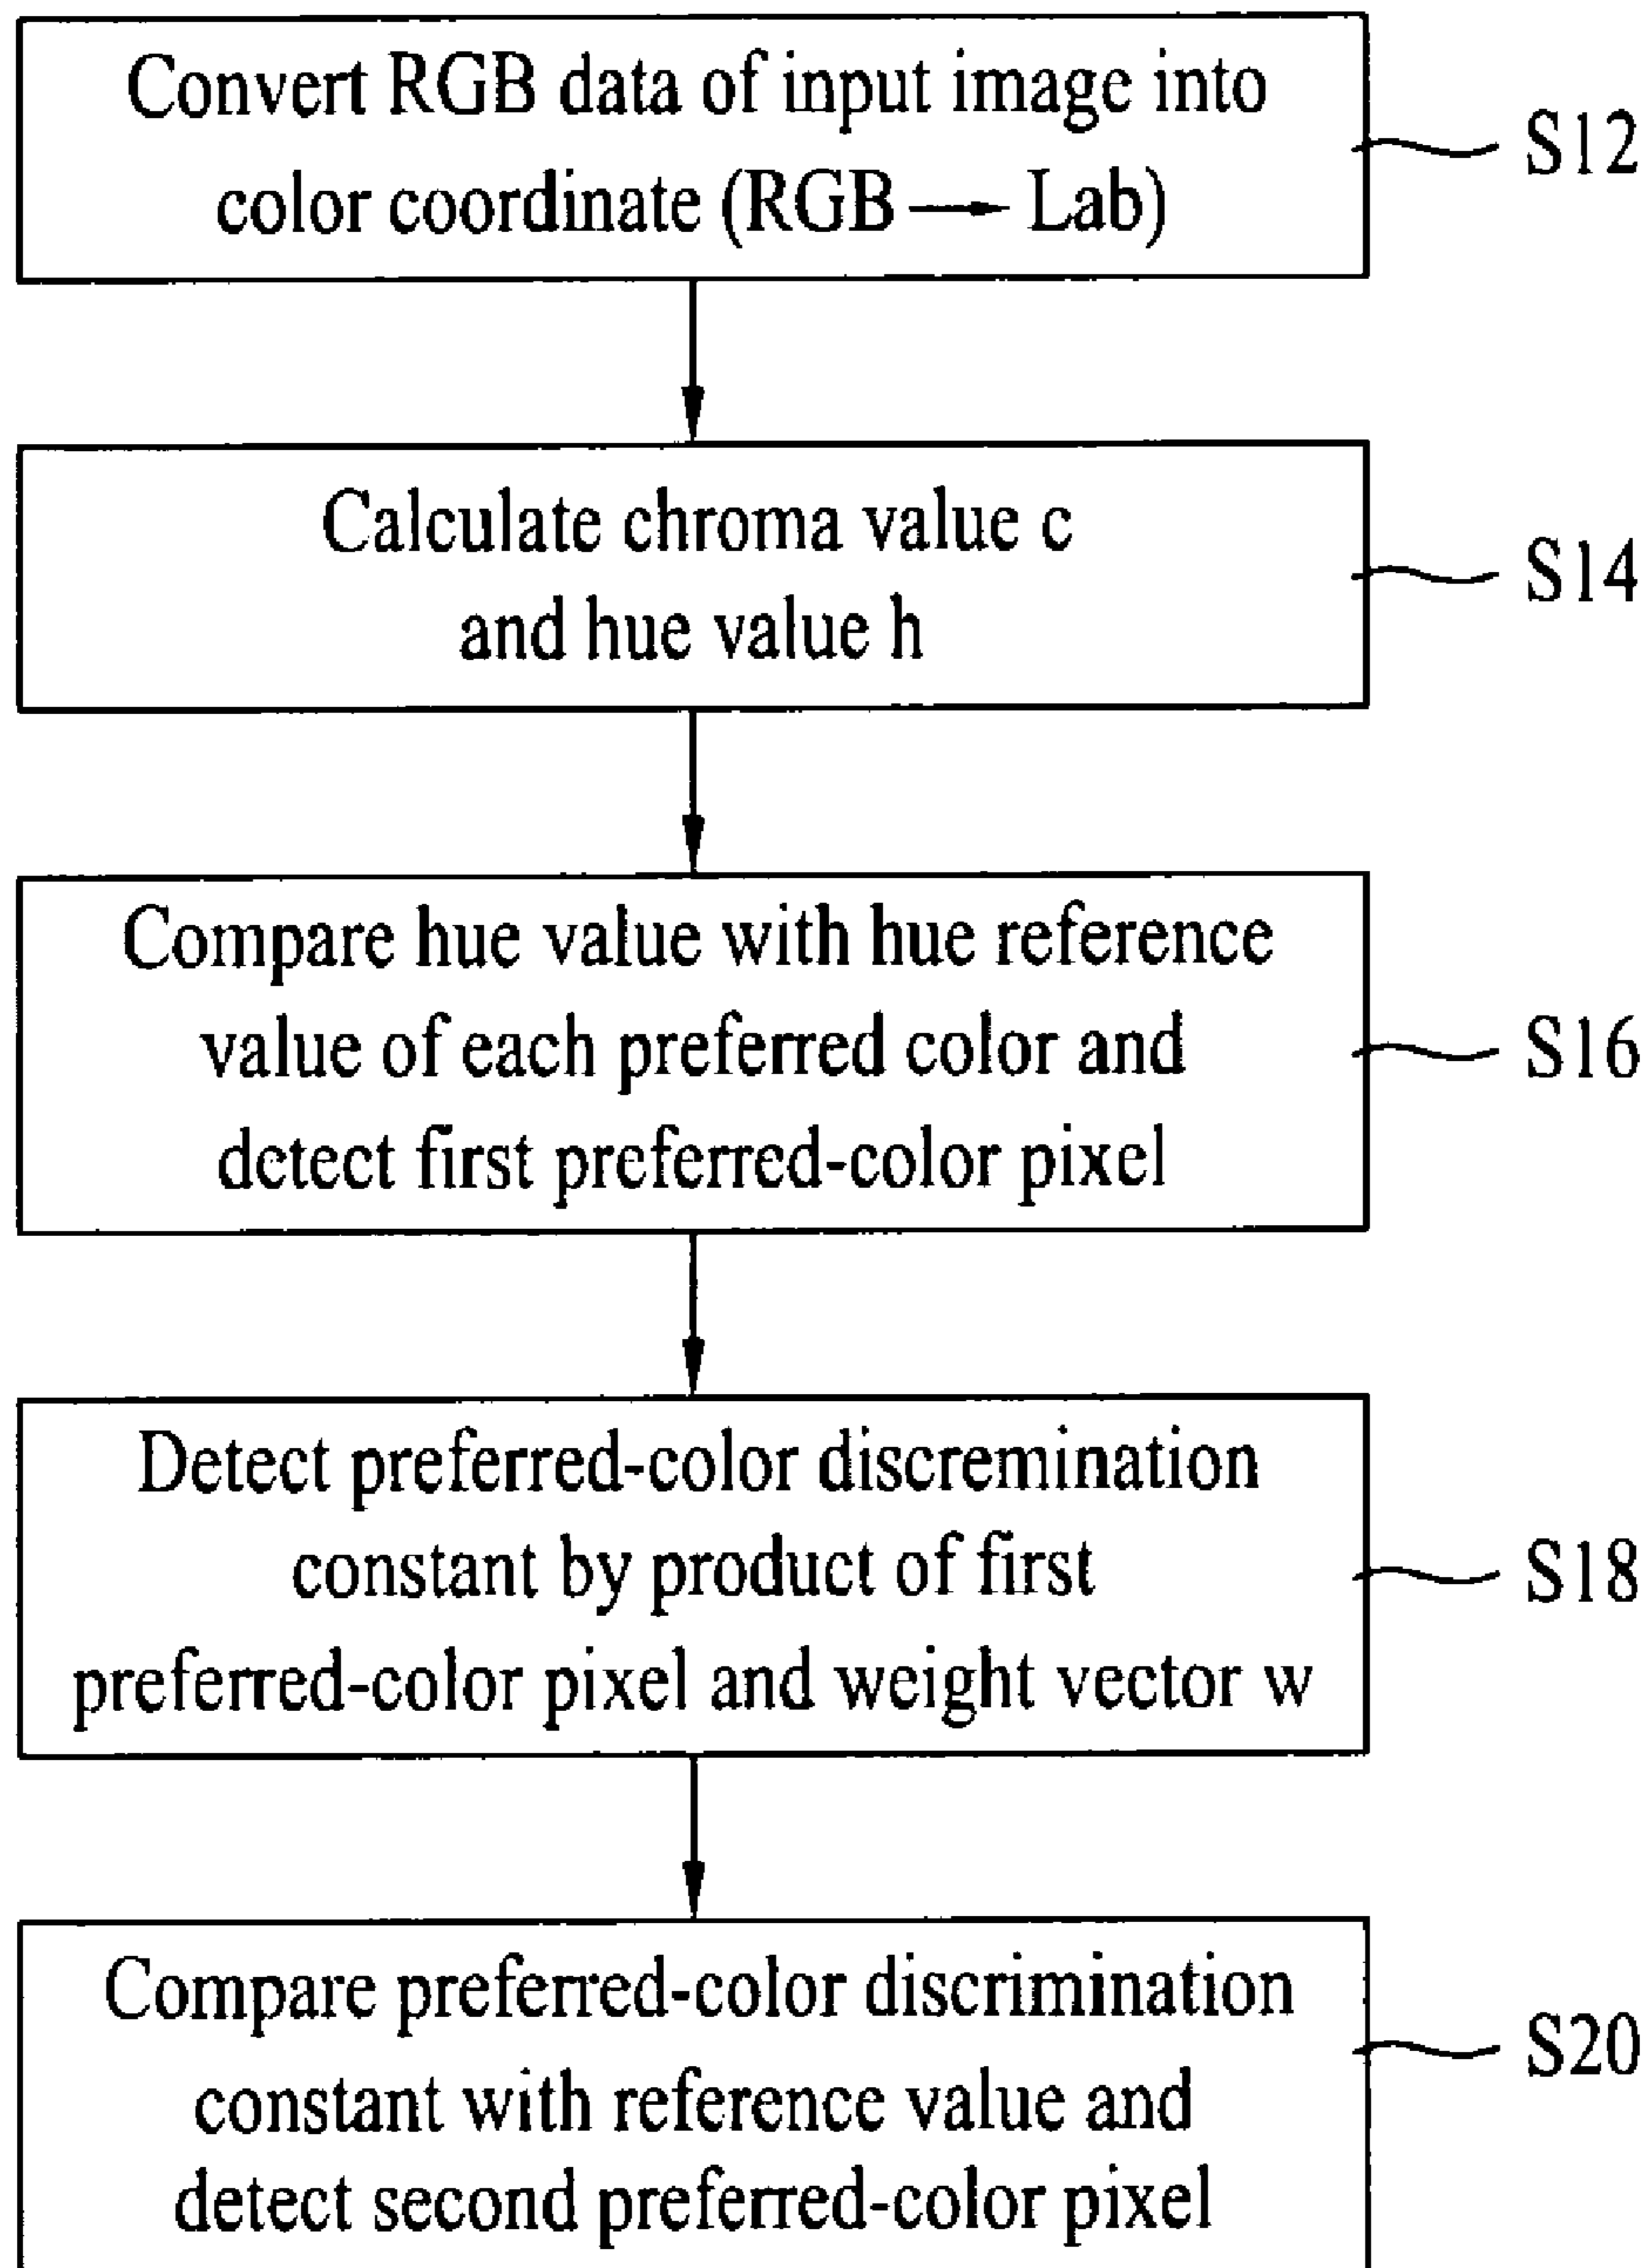 Convert RGB data of input image into
color coordinate (RGB → Lab)
S12
Calculate chroma value c
and hue value h
S14
Compare hue value with hue reference
value of each preferred color and
detect first preferred-color pixel
S16
Detect preferred-color discremination
constant by product of first
preferred-color pixel and weight vector w
S18
Compare preferred-color discrimination
constant with reference value and
detect second preferred-color pixel
S20